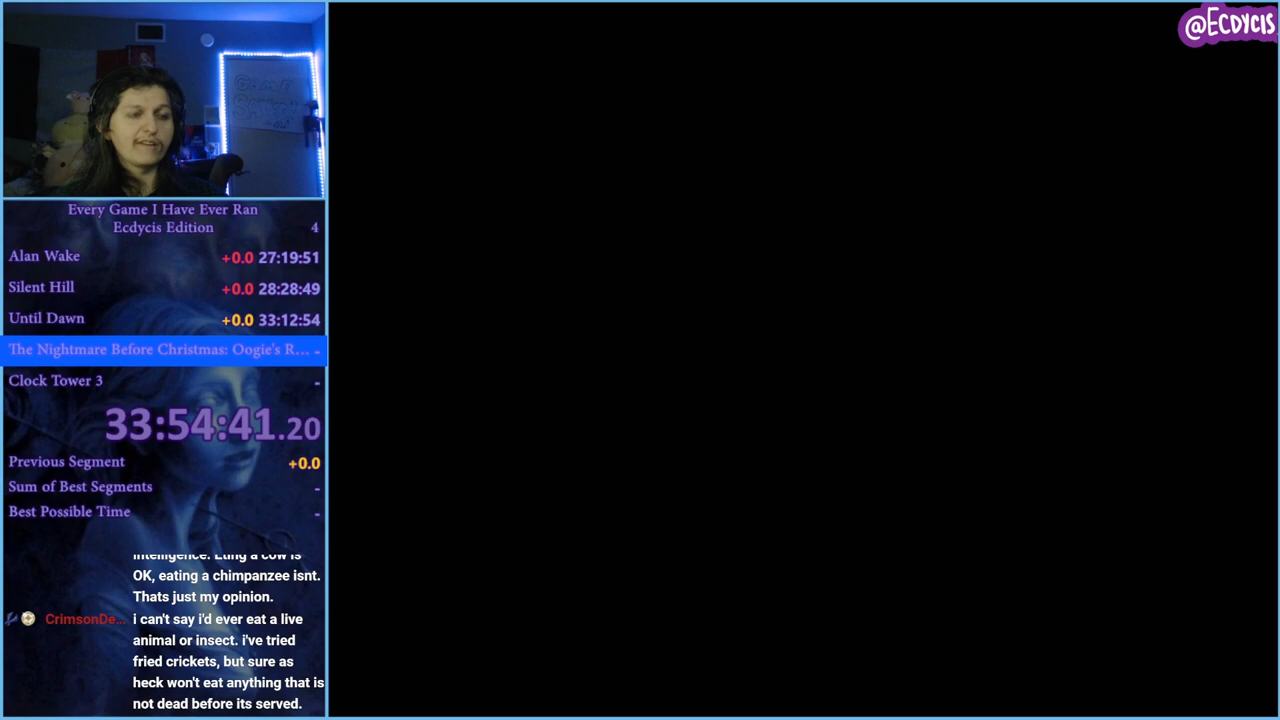 @ECDYCIS
Every Game I Have Ever Ran
Ecdycis Edition 4
Alan Wake +0.0 27:19:51
Silent Hill +0.0 28:28:49
Until Dawn +0.0 33:12:54
The Nightmare Before Christmas: Oogie's R... -
Clock Tower 3 -
33:54:41.20
Previous Segment +0.0
Sum of Best Segments -
Best Possible Time -
intelligence. Eting a cow is
OK, eating a chimpanzee isnt.
Thats just my opinion.
CrimsonDe... i can't say i'd ever eat a live
animal or insect. i've tried
fried crickets, but sure as
heck won't eat anything that is
not dead before its served.